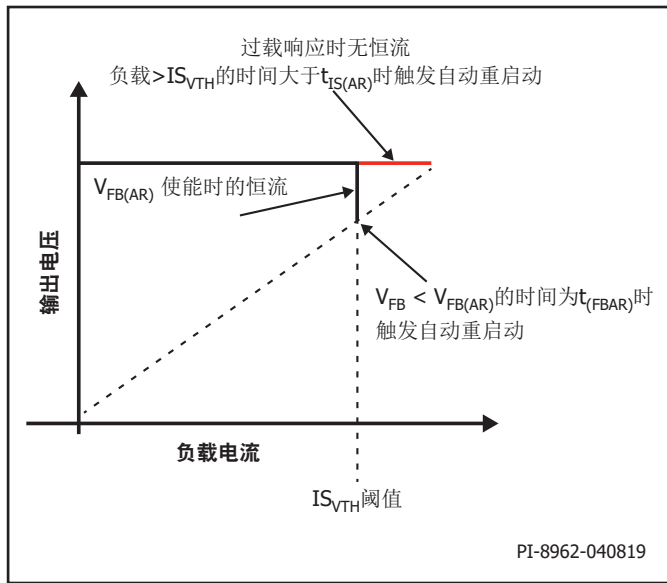 过载响应时无恒流
负载>IS_VTH的时间大于t_IS(AR)时触发自动重启动
V_FB(AR) 使能时的恒流
输出电压
V_FB < V_FB(AR)的时间为t_(FBAR)时
触发自动重启动
负载电流
IS_VTH阈值
PI-8962-040819